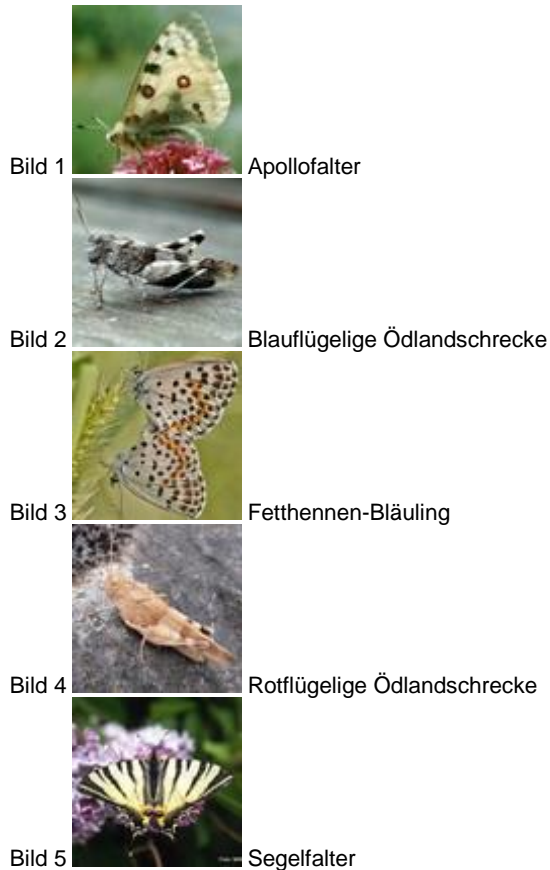 Bild 1 Apollofalter
Bild 2 Blauflügelige Ödlandschrecke
Bild 3 Fetthennen-Bläuling
Bild 4 Rotflügelige Ödlandschrecke
Bild 5 Segelfalter